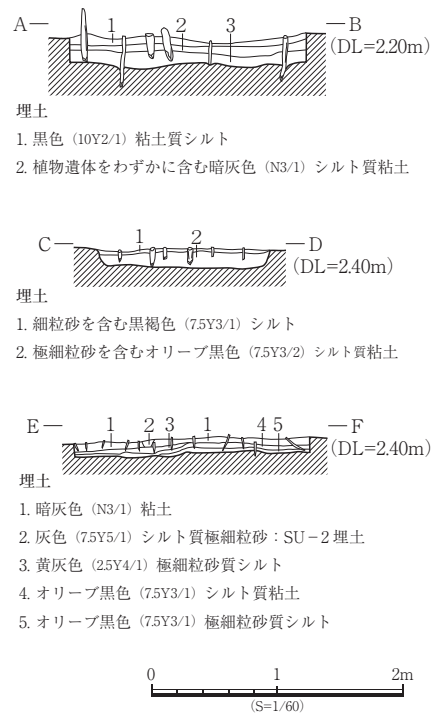 A 1 2 3 B
(DL=2.20m)
埋土
1. 黒色（10Y2/1）粘土質シルト
2. 植物遺体をわずかに含む暗灰色（N3/1）シルト質粘土
C 1 2 D
(DL=2.40m)
埋土
1. 細粒砂を含む黒褐色（7.5Y3/1）シルト
2. 極細粒砂を含むオリーブ黒色（7.5Y3/2）シルト質粘土
E 1 2 3 1 4 5 F
(DL=2.40m)
埋土
1. 暗灰色（N3/1）粘土
2. 灰色（7.5Y5/1）シルト質極細粒砂：SU－2埋土
3. 黄灰色（2.5Y4/1）極細粒砂質シルト
4. オリーブ黒色（7.5Y3/1）シルト質粘土
5. オリーブ黒色（7.5Y3/1）極細粒砂質シルト
0 1 2m
(S=1/60)